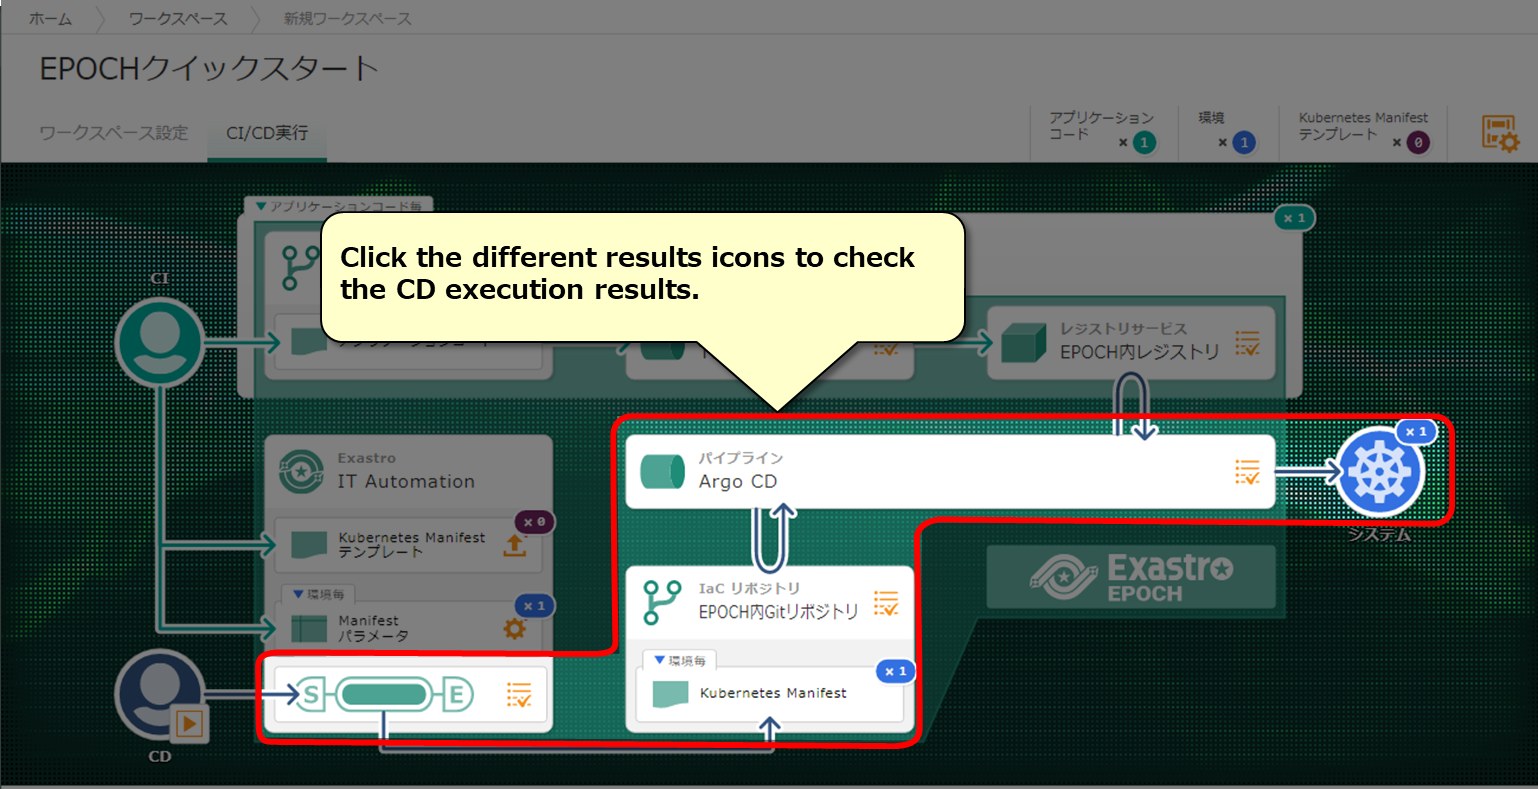 ホーム
ワークスペース
新規ワークスペース
EPOCHクイックスタート
ワークスペース設定
CI/CD実行
アプリケーション
コード
× 1
環境
× 1
Kubernetes Manifest
テンプレート
× 0
▼アプリケーションコード毎
× 1
Click the different results icons to check
the CD execution results.
CI
レジストリサービス
EPOCH内レジストリ
Exastro
IT Automation
パイプライン
Argo CD
× 1
システム
× 0
Kubernetes Manifest
テンプレート
▼環境毎
× 1
Manifest
パラメータ
IaC リポジトリ
EPOCH内Gitリポジトリ
Exastro
EPOCH
▼環境毎
× 1
Kubernetes Manifest
S
E
CD